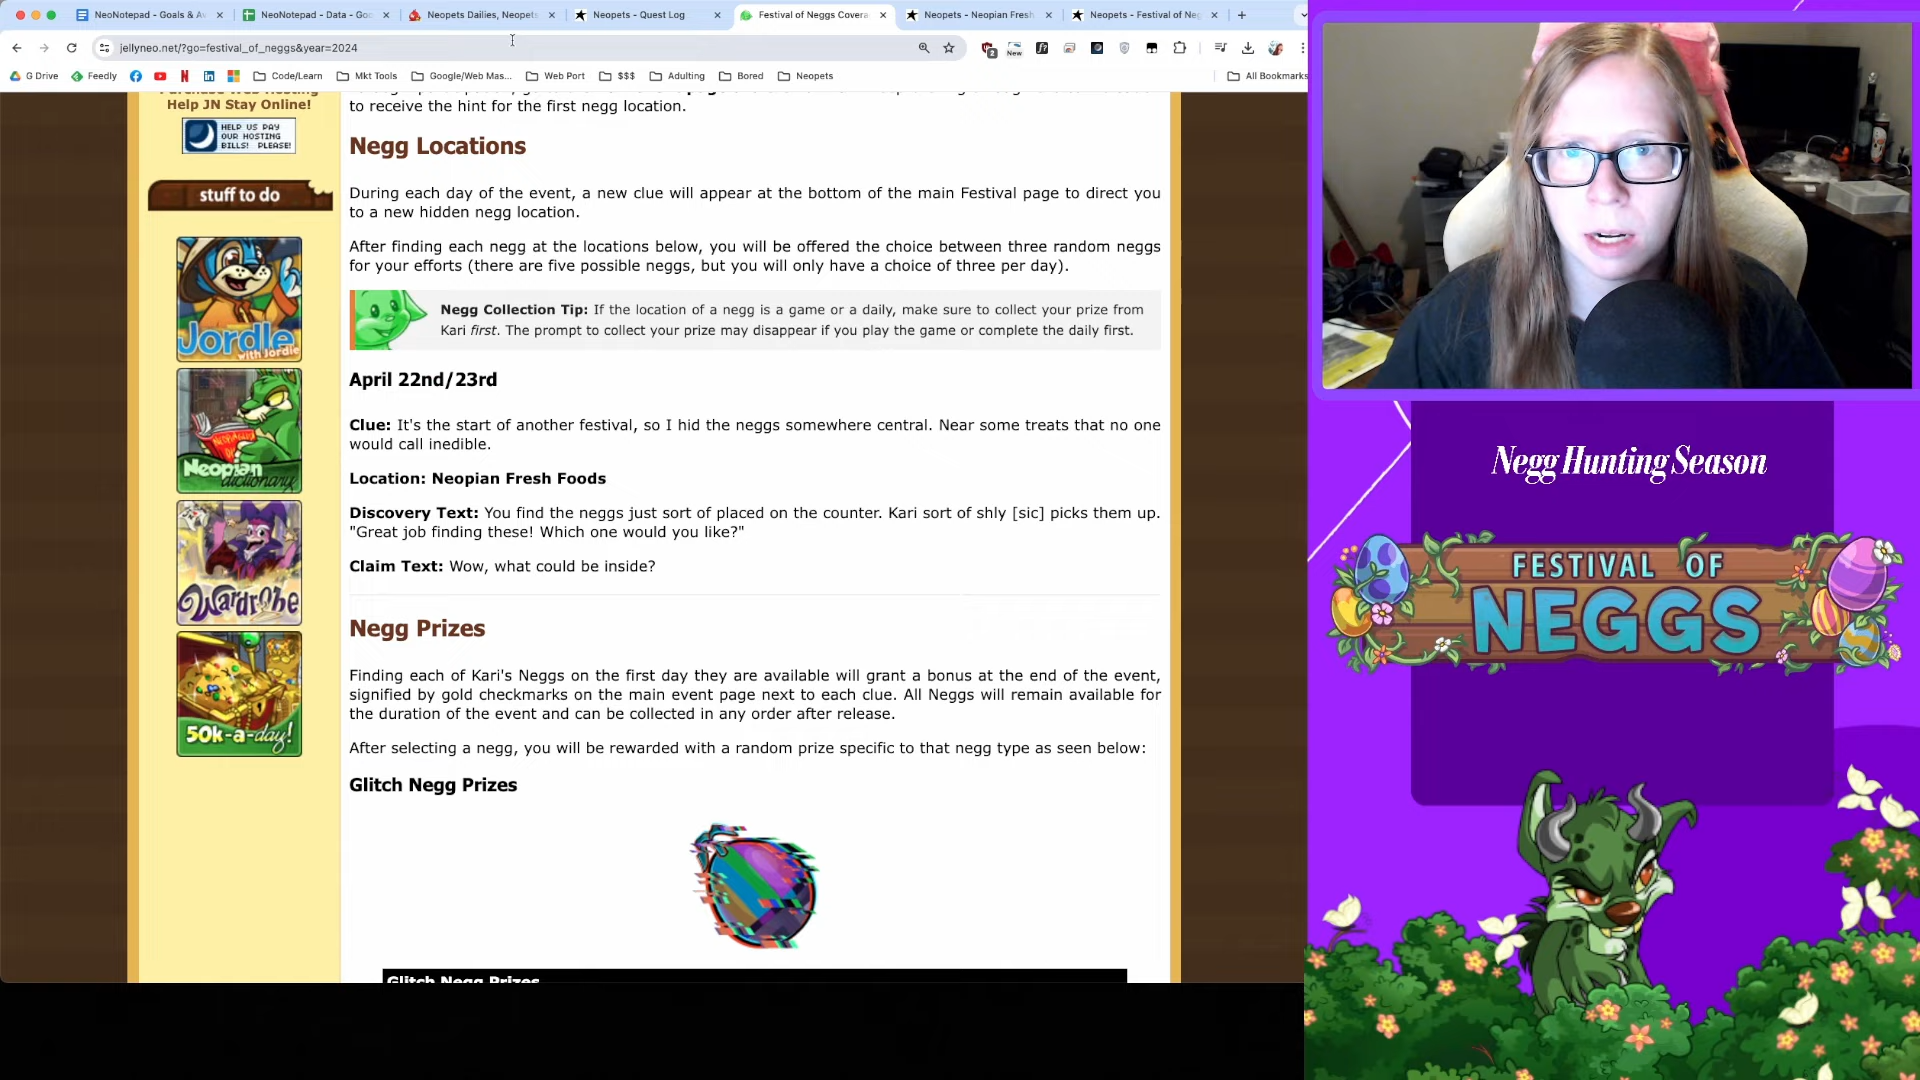 NeoNotepad - Goals & A
NeoNotepad - Data - Goo
Neopets Dailies, Neopets
Neopets - Quest Log
Festival of Neggs Covera
Neopets - Neopian Fresh
Neopets - Festival of Neg
jellyneo.net/?go=festival_of_neggs&year=2024
2
New
G Drive
Feedly
Code/Learn
Mkt Tools
Google/Web Mas...
Web Port
$$$
Adulting
Bored
Neopets
All Bookmarks
Help JN Stay Online!
HELP US PAY
OUR HOSTING
BILLS! PLEASE!
stuff to do
Jordle
with Jordie
Neopian
dictionary
Wardrobe
50k-a-day!
to receive the hint for the first negg location.
Negg Locations
During each day of the event, a new clue will appear at the bottom of the main Festival page to direct you
to a new hidden negg location.
After finding each negg at the locations below, you will be offered the choice between three random neggs
for your efforts (there are five possible neggs, but you will only have a choice of three per day).
Negg Collection Tip: If the location of a negg is a game or a daily, make sure to collect your prize from
Kari first. The prompt to collect your prize may disappear if you play the game or complete the daily first.
April 22nd/23rd
Clue: It's the start of another festival, so I hid the neggs somewhere central. Near some treats that no one
would call inedible.
Location: Neopian Fresh Foods
Discovery Text: You find the neggs just sort of placed on the counter. Kari sort of shly [sic] picks them up.
"Great job finding these! Which one would you like?"
Claim Text: Wow, what could be inside?
Negg Prizes
Finding each of Kari's Neggs on the first day they are available will grant a bonus at the end of the event,
signified by gold checkmarks on the main event page next to each clue. All Neggs will remain available for
the duration of the event and can be collected in any order after release.
After selecting a negg, you will be rewarded with a random prize specific to that negg type as seen below:
Glitch Negg Prizes
Glitch Negg Prizes
Negg Hunting Season
FESTIVAL OF
NEGGS